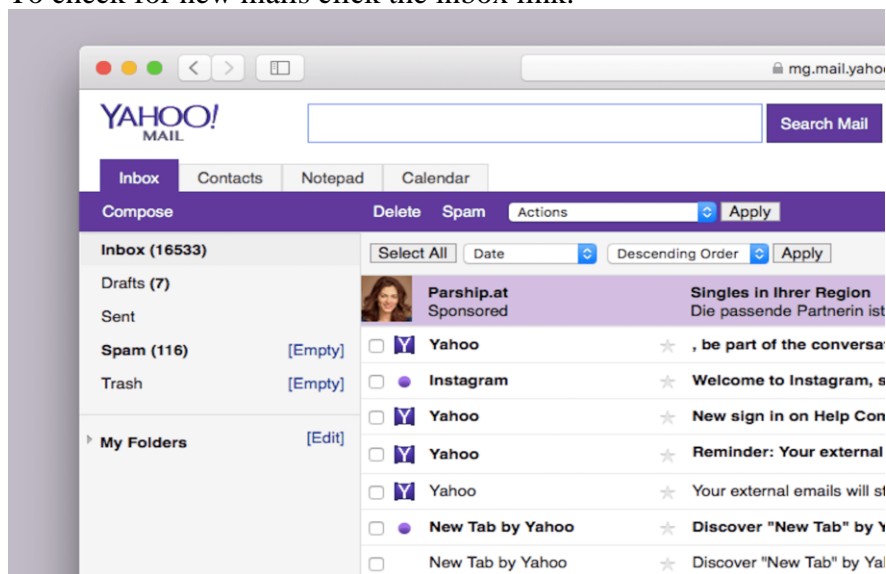 To check for new mails click the Inbox link.
mg.mail.yahoo
YAHOO!
MAIL
Search Mail
Inbox Contacts Notepad Calendar
Compose Delete Spam Actions Apply
Inbox (16533) Select All Date Descending Order Apply
Drafts (7)
Sent
Spam (116) [Empty]
Trash [Empty]
My Folders [Edit]
Parship.at Singles in Ihrer Region
Sponsored Die passende Partnerin ist
Yahoo , be part of the conversa
Instagram Welcome to Instagram, s
Yahoo New sign in on Help Con
Yahoo Reminder: Your external
Yahoo Your external emails will st
New Tab by Yahoo Discover "New Tab" by Y
New Tab by Yahoo Discover "New Tab" by Yah